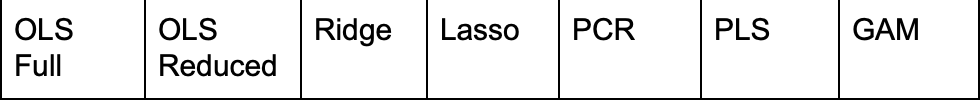 OLS
Full
OLS
Reduced
Ridge
Lasso
PCR
PLS
GAM